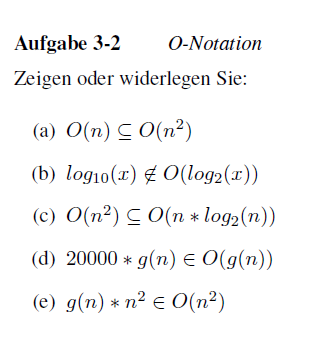 Aufgabe 3-2 O-Notation
Zeigen oder widerlegen Sie:
(a) O(n) ⊆ O(n²)
(b) log₁₀(x) ∉ O(log₂(x))
(c) O(n²) ⊆ O(n * log₂(n))
(d) 20000 * g(n) ∈ O(g(n))
(e) g(n) * n² ∈ O(n²)